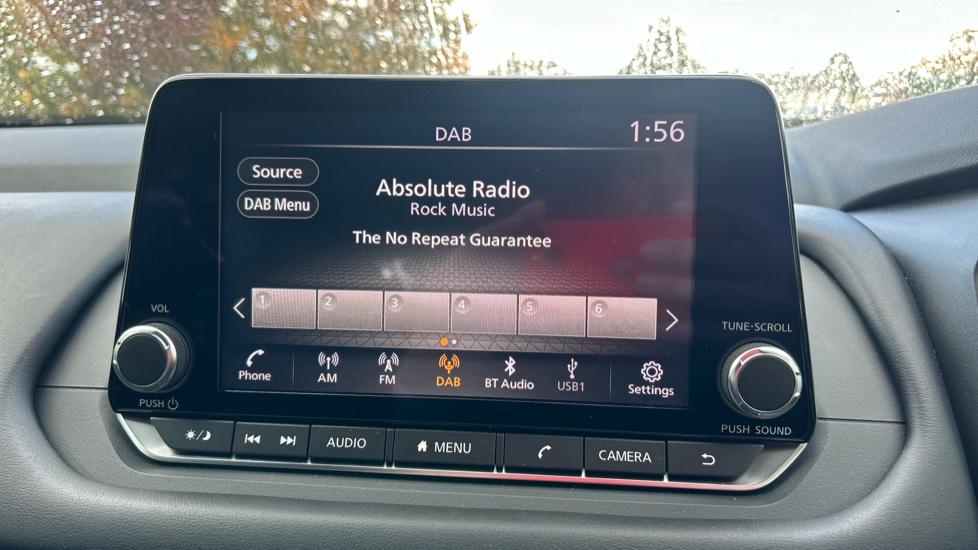 DAB 1:56
Source
DAB Menu
Absolute Radio
Rock Music
The No Repeat Guarantee
1 2 3 4 5 6
Phone AM FM DAB BT Audio USB1 Settings
VOL
PUSH
TUNE·SCROLL
PUSH SOUND
AUDIO MENU CAMERA